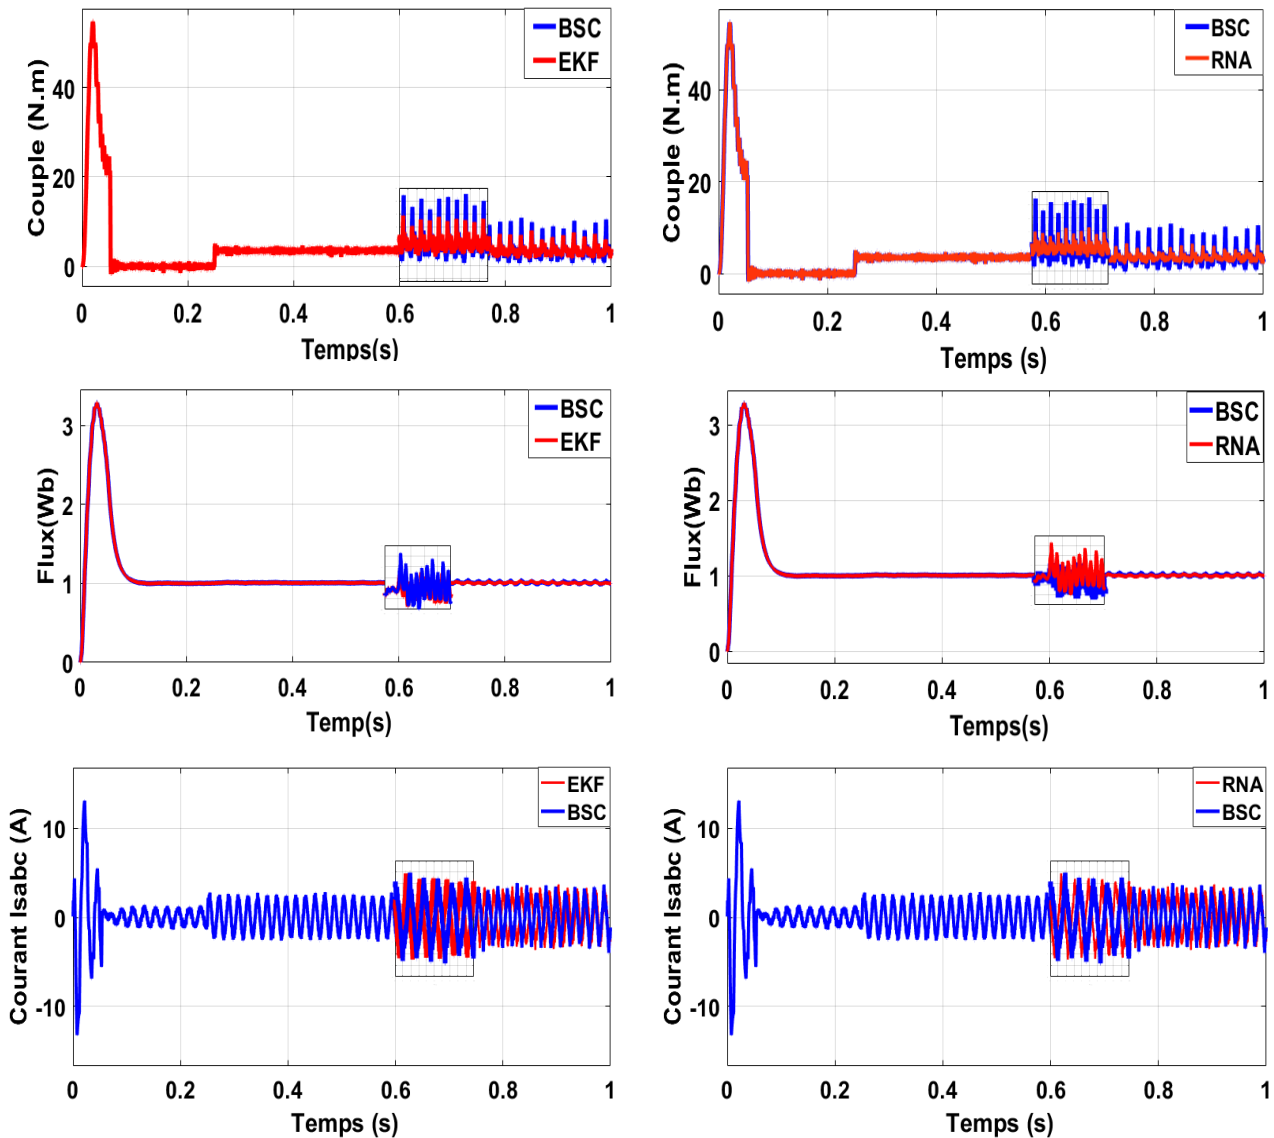 BSC
EKF
Couple (N.m)
40
20
0
0 0.2 0.4 0.6 0.8 1
Temps(s)
BSC
RNA
Couple (N.m)
40
20
0
0 0.2 0.4 0.6 0.8 1
Temps (s)
BSC
EKF
Flux(Wb)
3
2
1
0
0 0.2 0.4 0.6 0.8 1
Temp(s)
BSC
RNA
Flux(Wb)
3
2
1
0
0 0.2 0.4 0.6 0.8 1
Temps(s)
EKF
BSC
Courant Isabc (A)
10
0
-10
0 0.2 0.4 0.6 0.8 1
Temps (s)
RNA
BSC
Courant Isabc (A)
10
0
-10
0 0.2 0.4 0.6 0.8 1
Temps (s)